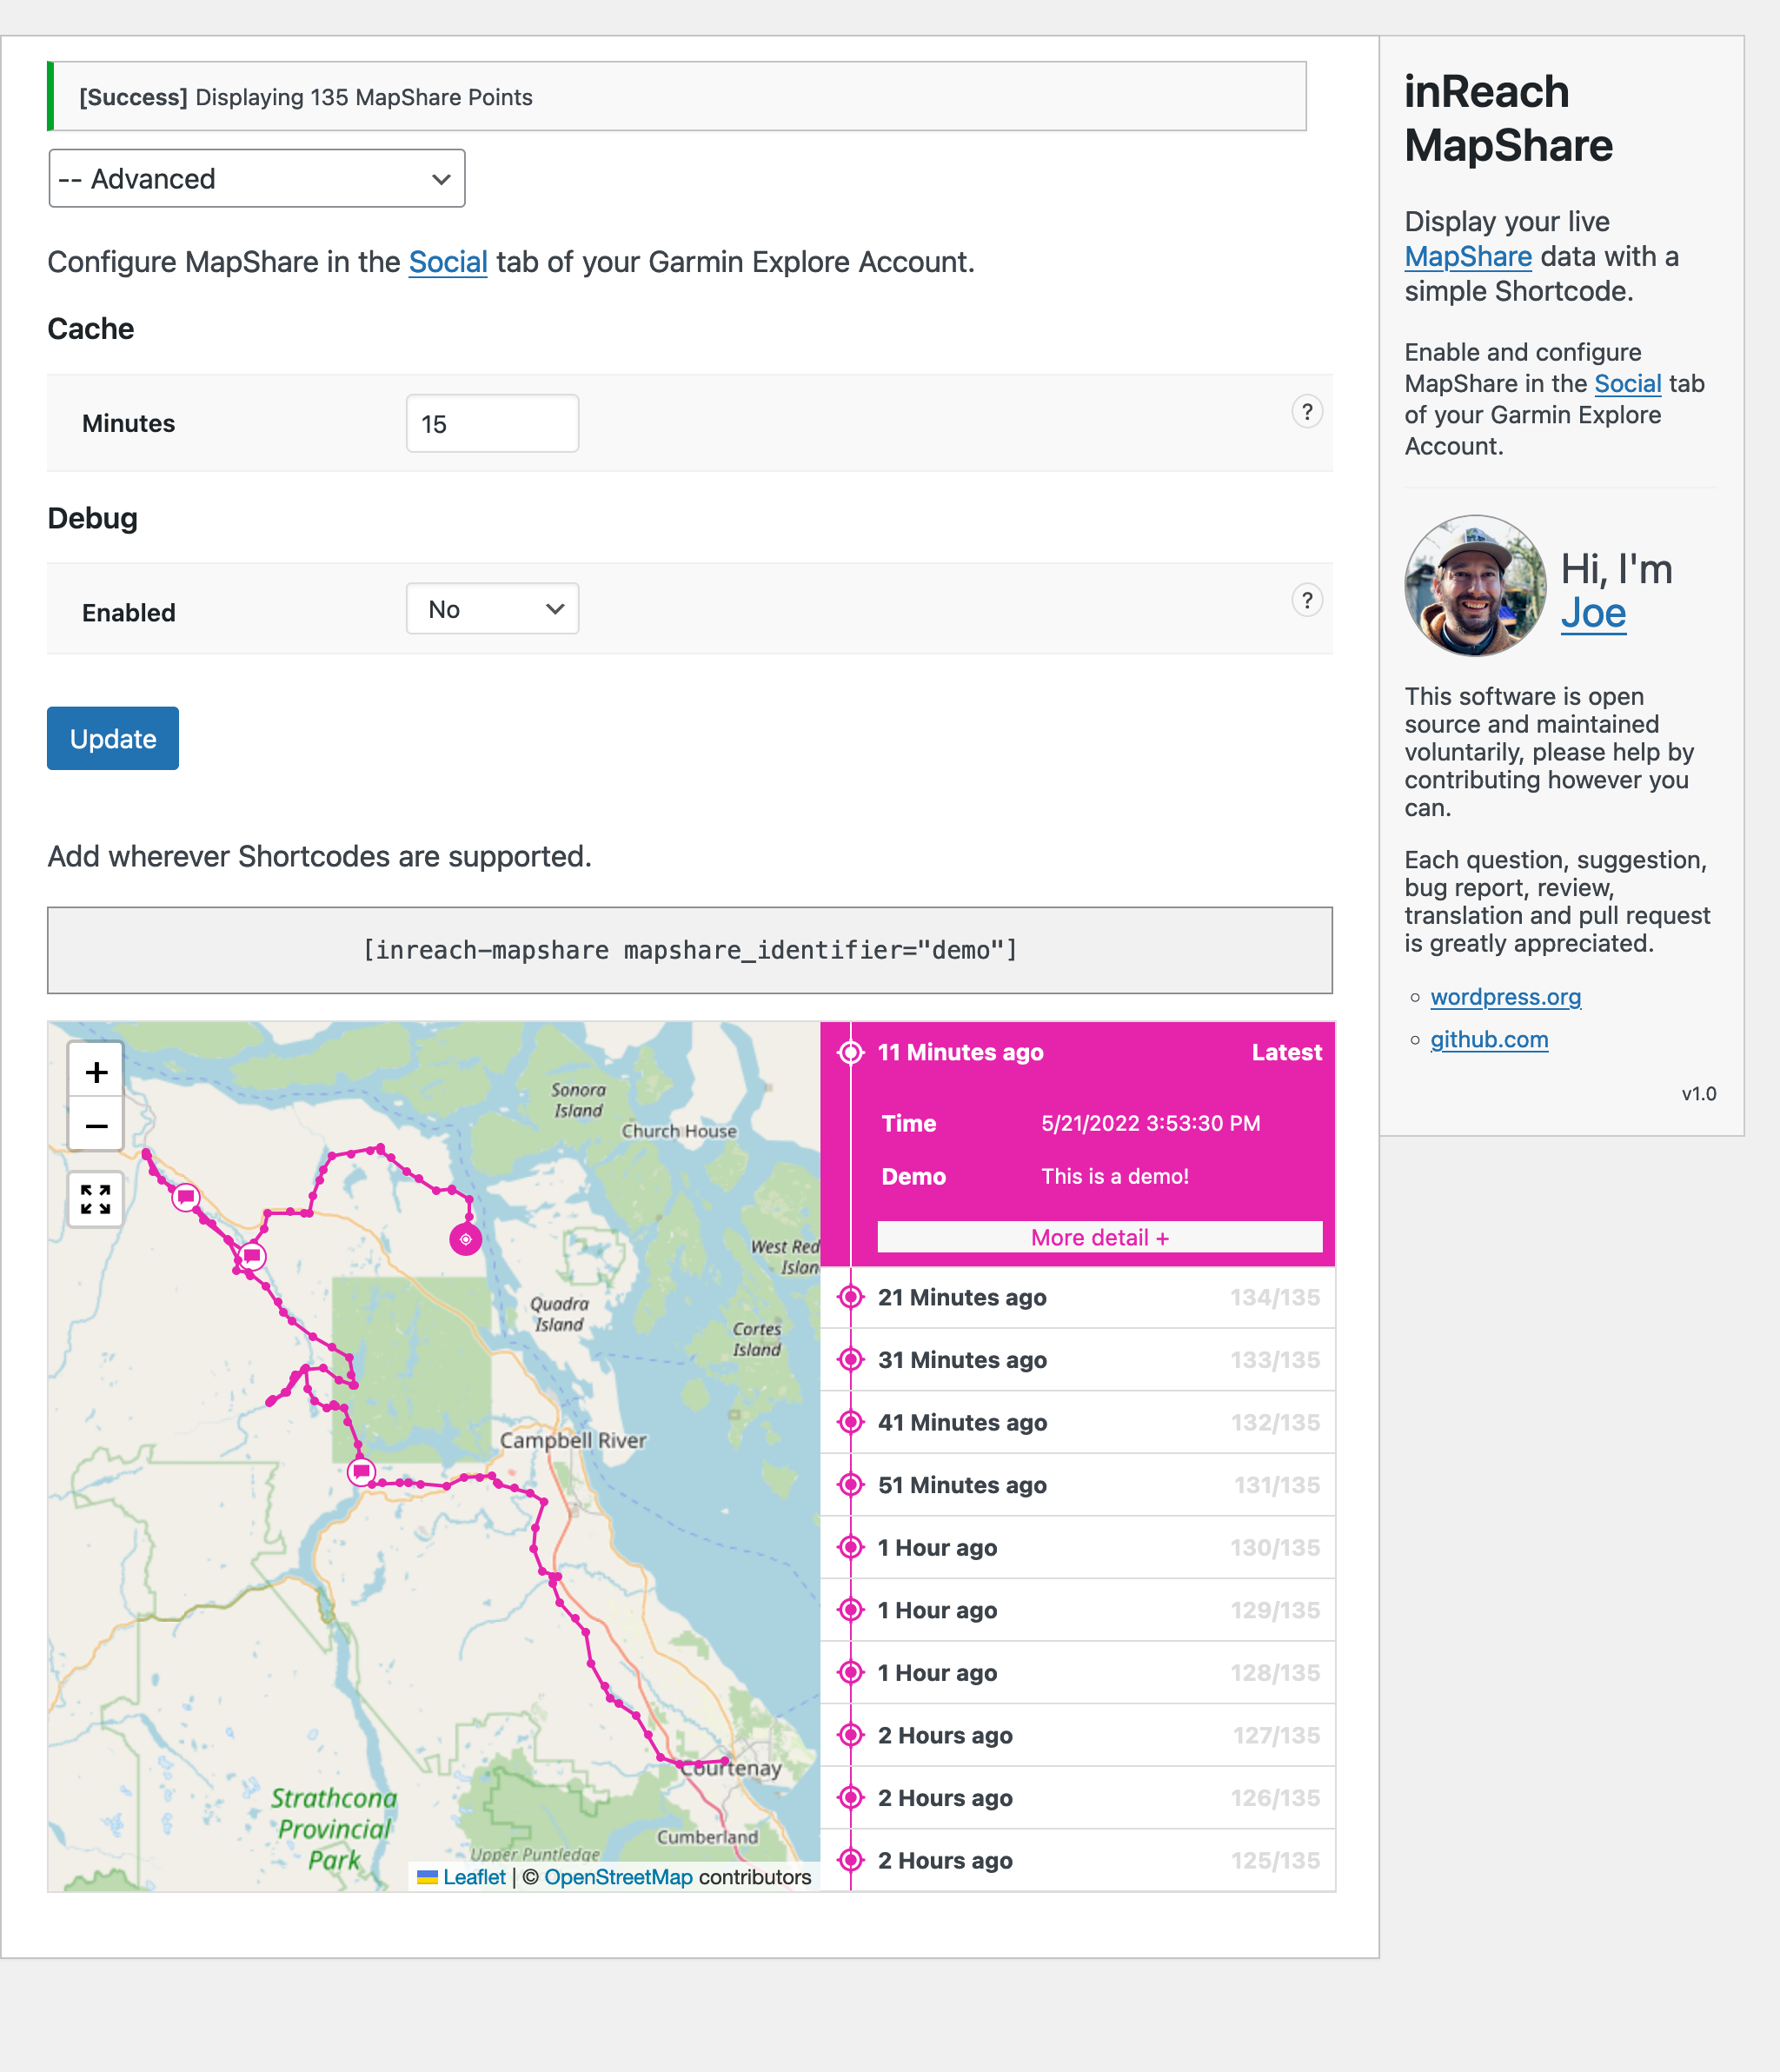 [Success] Displaying 135 MapShare Points
-- Advanced
Configure MapShare in the Social tab of your Garmin Explore Account.
Cache
Minutes
15
?
Debug
Enabled
No
?
Update
Add wherever Shortcodes are supported.
[inreach-mapshare mapshare_identifier="demo"]
+
−
Sonora
Island
Church House
West Red
Islan
Quadra
Island
Cortes
Island
Campbell River
Courtenay
Cumberland
Strathcona
Provincial
Park
Upper Puntledge
Leaflet | © OpenStreetMap contributors
11 Minutes ago Latest
Time 5/21/2022 3:53:30 PM
Demo This is a demo!
More detail +
21 Minutes ago 134/135
31 Minutes ago 133/135
41 Minutes ago 132/135
51 Minutes ago 131/135
1 Hour ago 130/135
1 Hour ago 129/135
1 Hour ago 128/135
2 Hours ago 127/135
2 Hours ago 126/135
2 Hours ago 125/135
inReach
MapShare
Display your live
MapShare data with a
simple Shortcode.
Enable and configure
MapShare in the Social tab
of your Garmin Explore
Account.
Hi, I'm
Joe
This software is open
source and maintained
voluntarily, please help by
contributing however you
can.
Each question, suggestion,
bug report, review,
translation and pull request
is greatly appreciated.
wordpress.org
github.com
v1.0